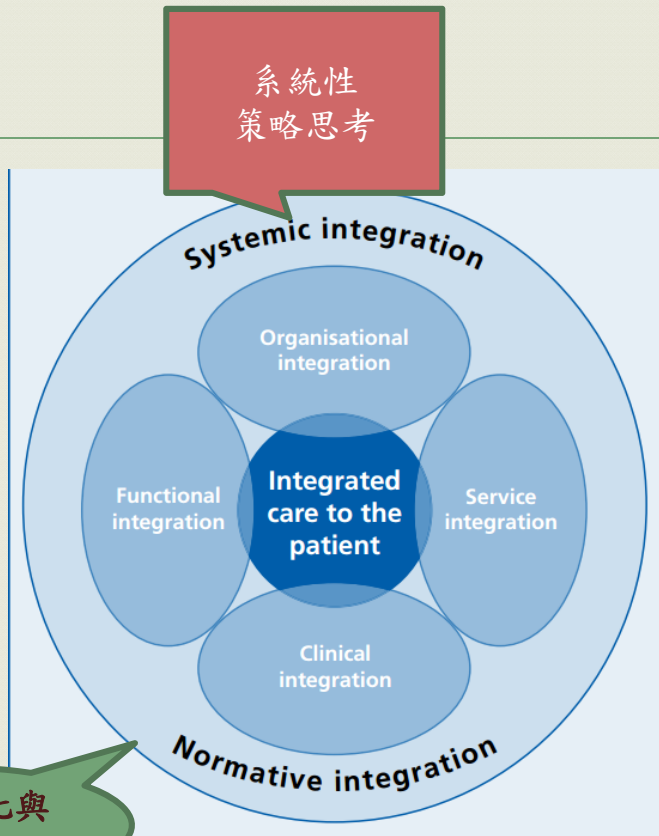 系統性
策略思考
Systemic integration
Organisational
integration
Functional
integration
Integrated
care to the
patient
Service
integration
Clinical
integration
Normative integration
與